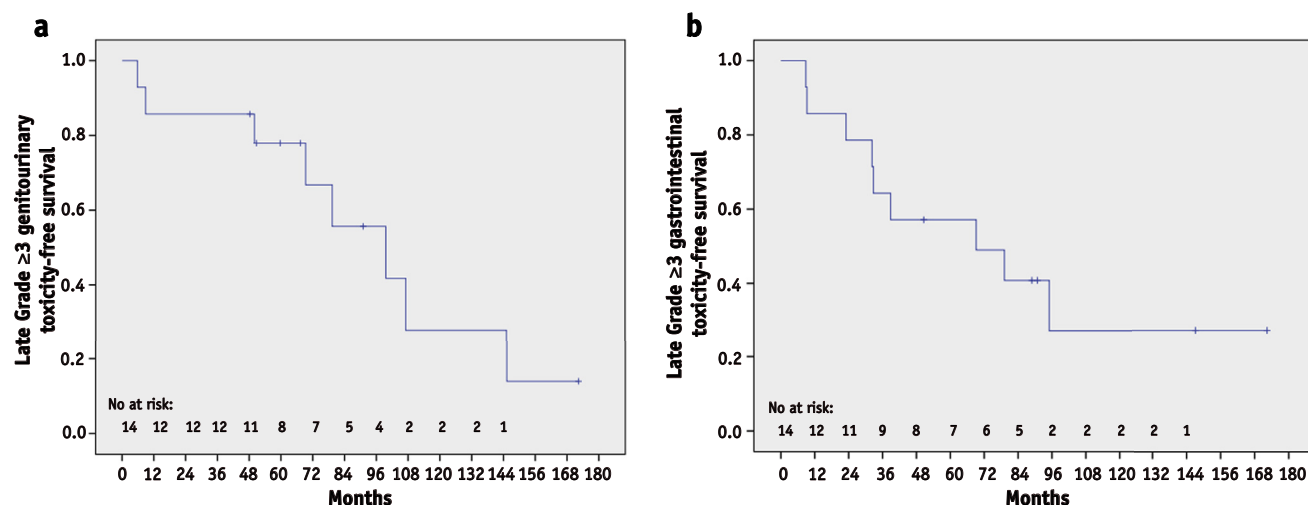 a
Late Grade ≥3 genitourinary
toxicity-free survival
1.0
0.8
0.6
0.4
0.2
0.0
No at risk:
14 12 12 12 11 8 7 5 4 2 2 2 1
0 12 24 36 48 60 72 84 96 108 120 132 144 156 168 180
Months
b
Late Grade ≥3 gastrointestinal
toxicity-free survival
1.0
0.8
0.6
0.4
0.2
0.0
No at risk:
14 12 11 9 8 7 6 5 2 2 2 2 1
0 12 24 36 48 60 72 84 96 108 120 132 144 156 168 180
Months